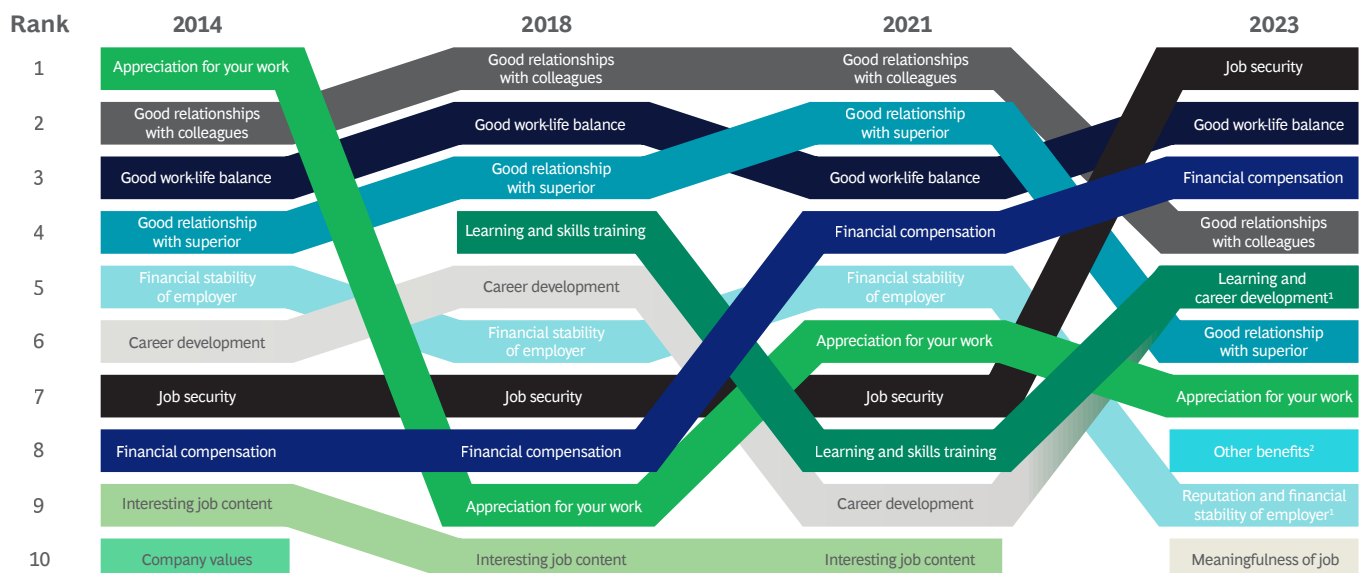 Rank 2014 2018 2021 2023
1
Appreciation for your work
Good relationships
with colleagues
Good relationships
with colleagues
Job security
2
Good relationships
with colleagues
Good work-life balance
Good relationship
with superior
Good work-life balance
3
Good work-life balance
Good relationship
with superior
Good work-life balance
Financial compensation
4
Good relationship
with superior
Learning and skills training
Financial compensation
Good relationships
with colleagues
5
Financial stability
of employer
Career development
Financial stability
of employer
Learning and
career development¹
6
Career development
Financial stability
of employer
Appreciation for your work
Good relationship
with superior
7
Job security
Job security
Job security
Appreciation for your work
8
Financial compensation
Financial compensation
Learning and skills training
Other benefits²
9
Interesting job content
Appreciation for your work
Career development
Reputation and financial
stability of employer¹
10
Company values
Interesting job content
Interesting job content
Meaningfulness of job